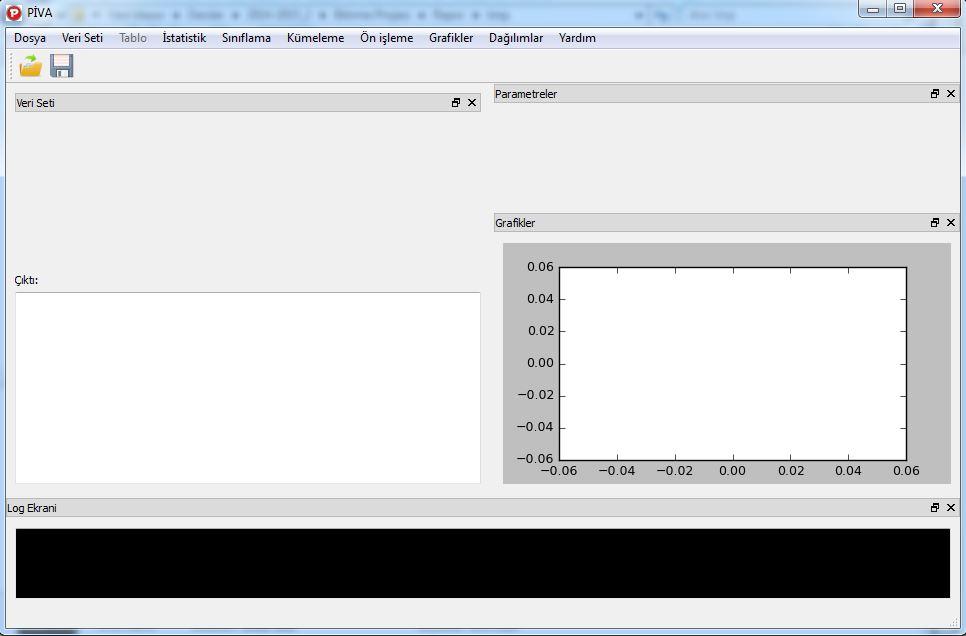 PİVA
Dosya Veri Seti Tablo İstatistik Sınıflama Kümeleme Ön işleme Grafikler Dağılımlar Yardım
Veri Seti
Parametreler
Grafikler
Çıktı:
0.06
0.04
0.02
0.00
−0.02
−0.04
−0.06
−0.06 −0.04 −0.02 0.00 0.02 0.04 0.06
Log Ekrani